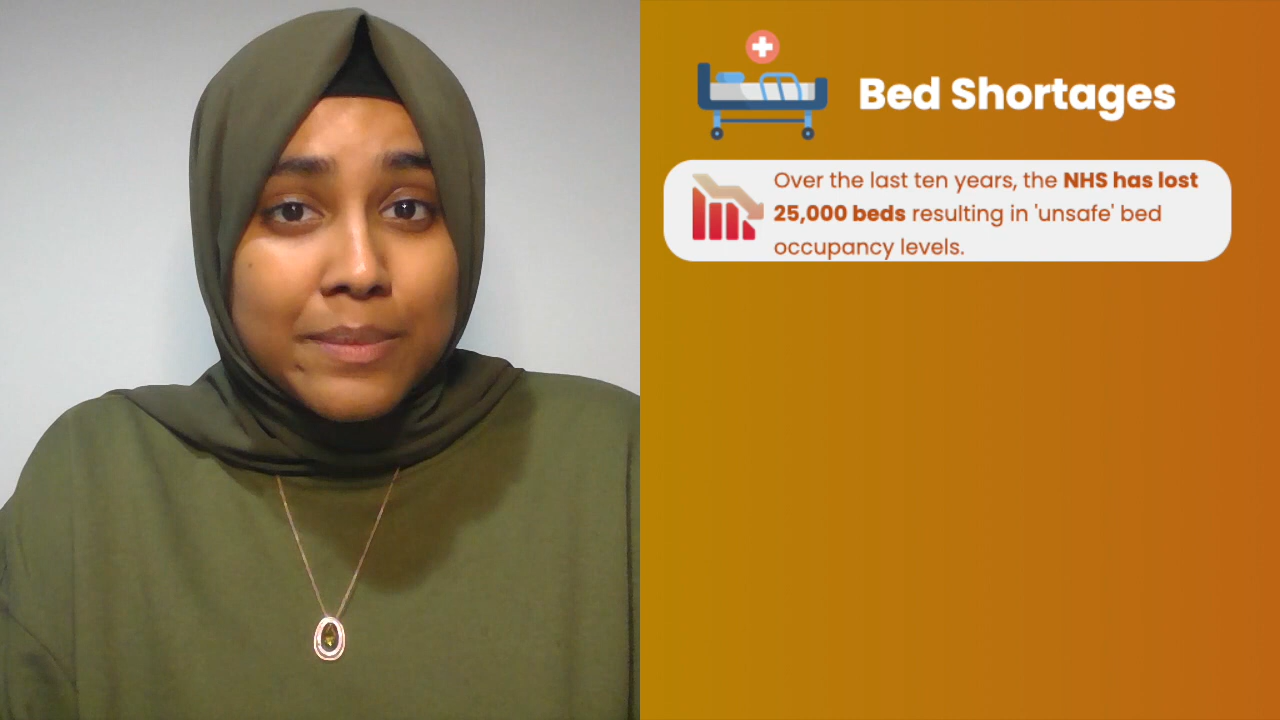 Bed Shortages
Over the last ten years, the NHS has lost
25,000 beds resulting in 'unsafe' bed
occupancy levels.